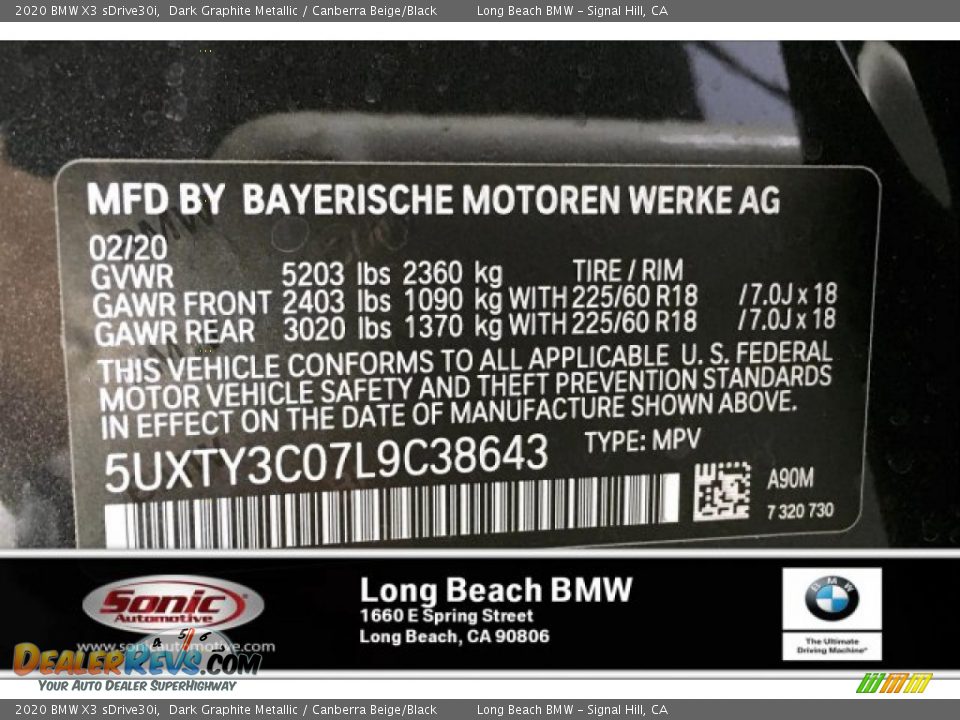 2020 BMW X3 sDrive30i, Dark Graphite Metallic / Canberra Beige/Black Long Beach BMW - Signal Hill, CA
MFD BY BAYERISCHE MOTOREN WERKE AG
02/20
GVWR 5203 lbs 2360 kg TIRE / RIM
GAWR FRONT 2403 lbs 1090 kg WITH 225/60 R18 / 7.0J x 18
GAWR REAR 3020 lbs 1370 kg WITH 225/60 R18 / 7.0J x 18
THIS VEHICLE CONFORMS TO ALL APPLICABLE U. S. FEDERAL
MOTOR VEHICLE SAFETY AND THEFT PREVENTION STANDARDS
IN EFFECT ON THE DATE OF MANUFACTURE SHOWN ABOVE.
5UXTY3C07L9C38643 TYPE: MPV
A90M
7 320 730
Sonic
Automotive
www.sonicautomotive.com
Long Beach BMW
1660 E Spring Street
Long Beach, CA 90806
BMW
The Ultimate
Driving Machine®
4 5 6
DEALERREVS.COM
YOUR AUTO DEALER SUPERHIGHWAY
2020 BMW X3 sDrive30i, Dark Graphite Metallic / Canberra Beige/Black Long Beach BMW - Signal Hill, CA